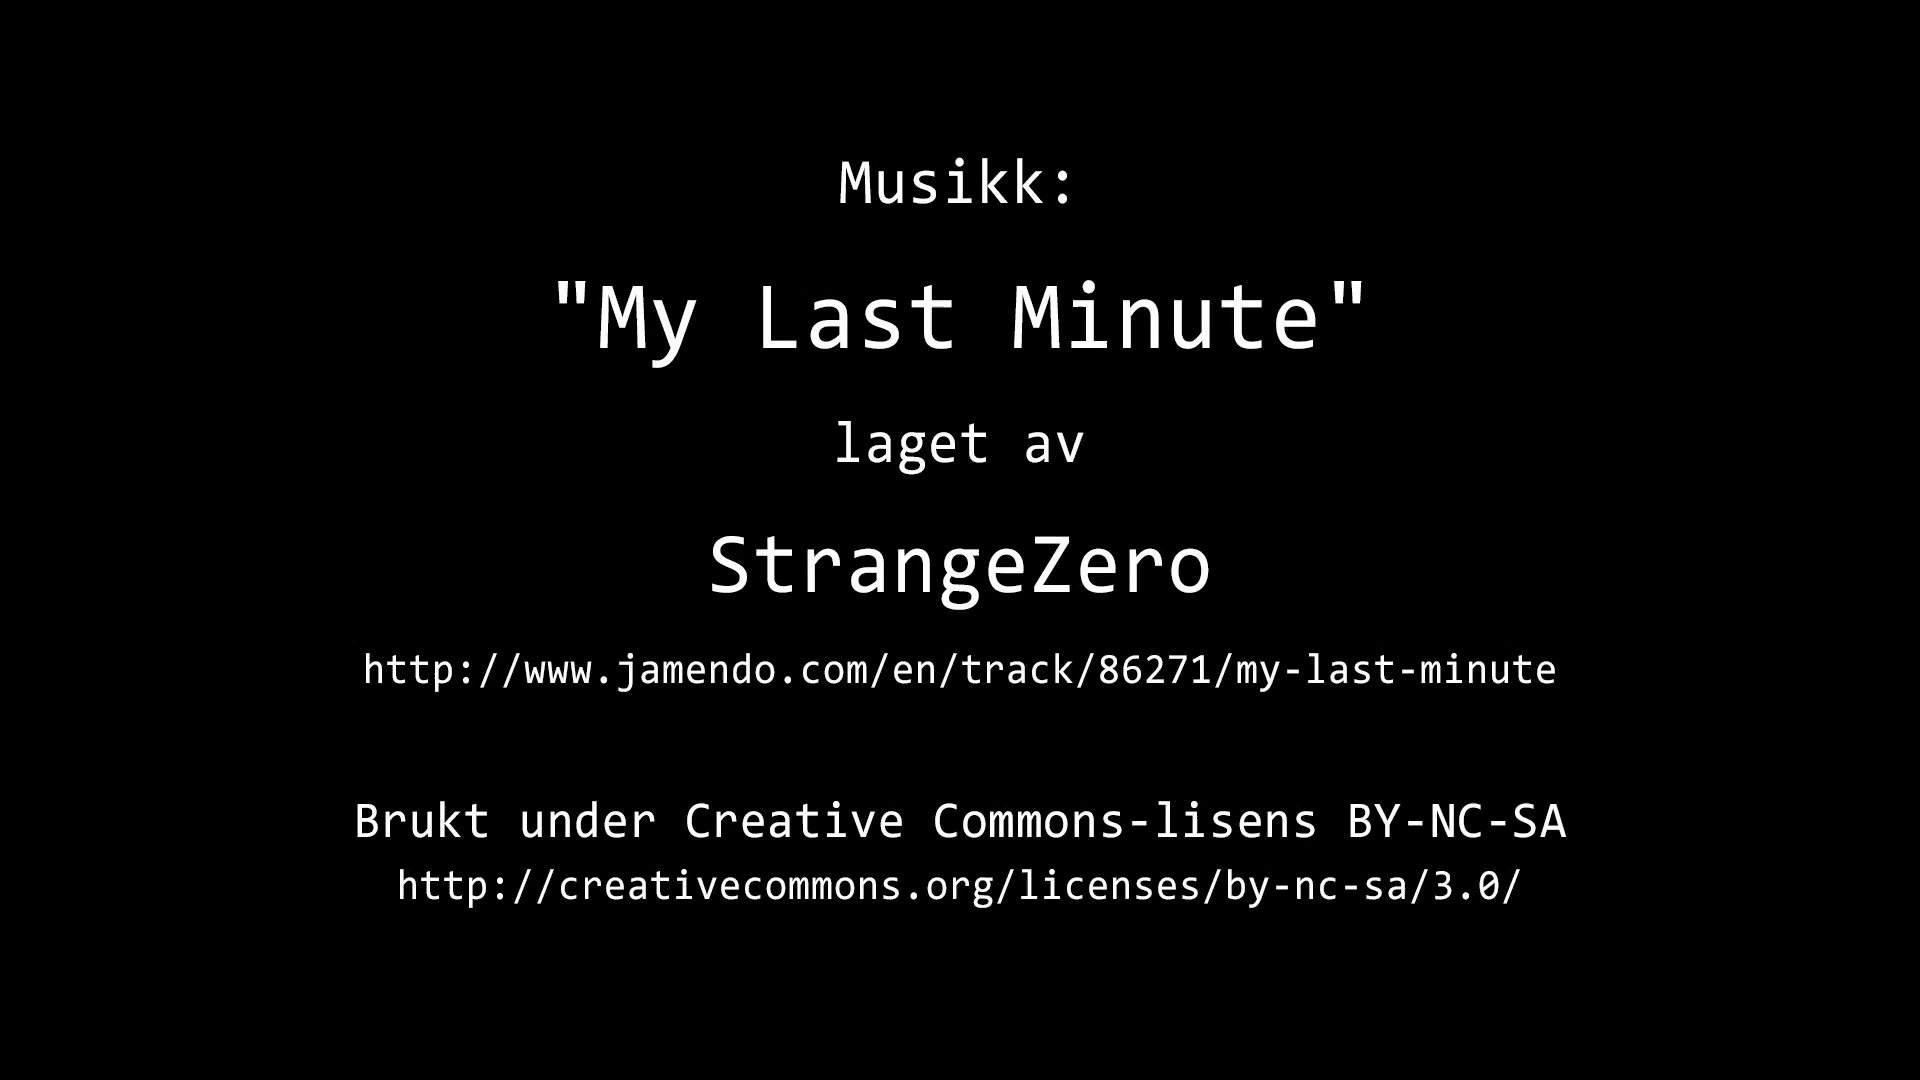 Musikk:
"My Last Minute"
laget av
StrangeZero
http://www.jamendo.com/en/track/86271/my-last-minute
Brukt under Creative Commons-lisens BY-NC-SA
http://creativecommons.org/licenses/by-nc-sa/3.0/